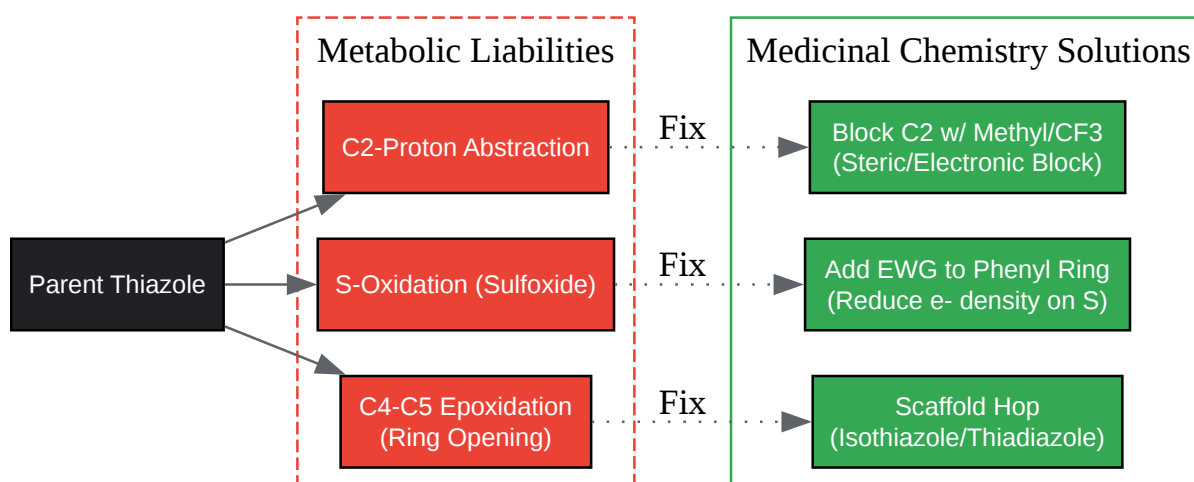 Metabolic Liabilities
Medicinal Chemistry Solutions
Parent Thiazole
C2-Proton Abstraction
Fix
Block C2 w/ Methyl/CF3
(Steric/Electronic Block)
S-Oxidation (Sulfoxide)
Fix
Add EWG to Phenyl Ring
(Reduce e- density on S)
C4-C5 Epoxidation
(Ring Opening)
Fix
Scaffold Hop
(Isothiazole/Thiadiazole)